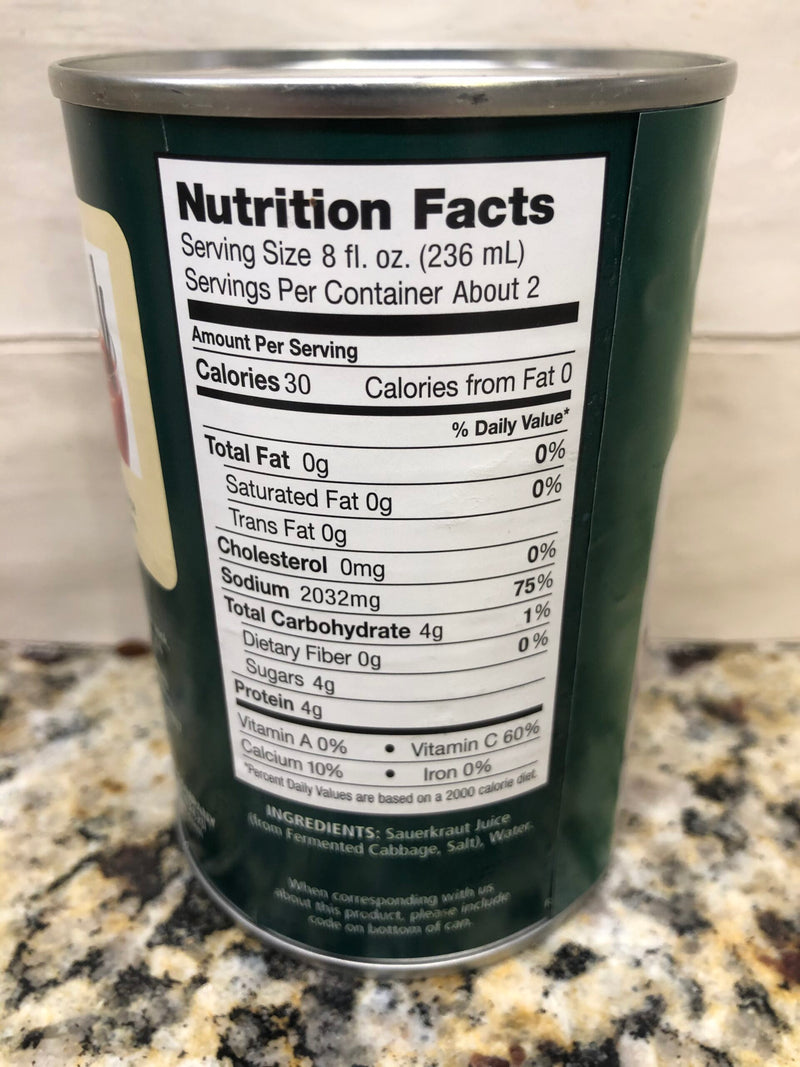 Nutrition Facts
Serving Size 8 fl. oz. (236 mL)
Servings Per Container About 2
Amount Per Serving
Calories 30 Calories from Fat 0
% Daily Value*
Total Fat 0g 0%
Saturated Fat 0g 0%
Trans Fat 0g
Cholesterol 0mg 0%
Sodium 2032mg 75%
Total Carbohydrate 4g 1%
Dietary Fiber 0g 0%
Sugars 4g
Protein 4g
Vitamin A 0% • Vitamin C 60%
Calcium 10% • Iron 0%
*Percent Daily Values are based on a 2000 calorie diet.
INGREDIENTS: Sauerkraut Juice
(from Fermented Cabbage, Salt), Water.
When corresponding with us
about this product, please include
code on bottom of can.